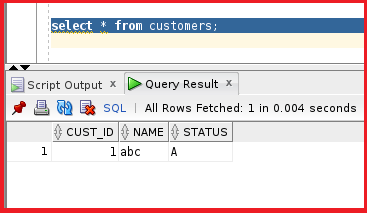 select * from customers;
Script Output x Query Result x
SQL | All Rows Fetched: 1 in 0.004 seconds
CUST_ID NAME STATUS
1 1 abc A